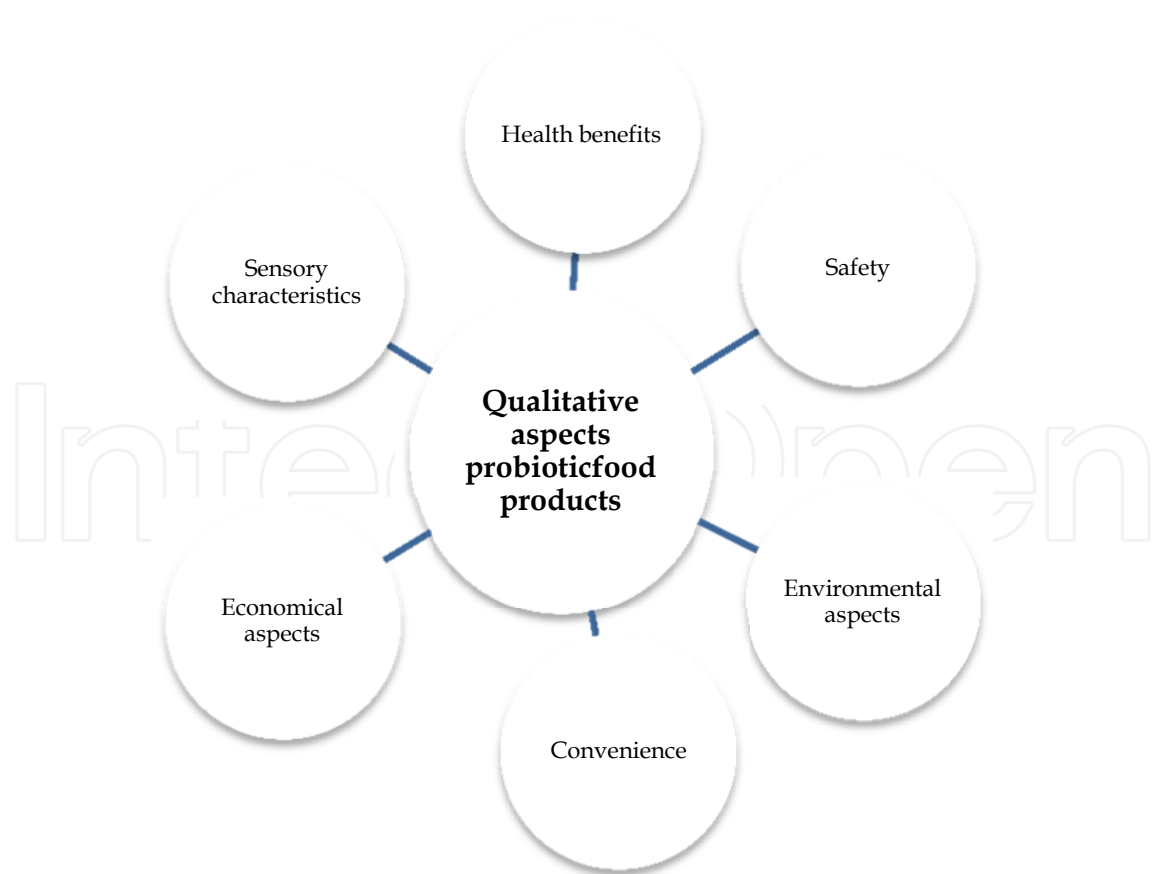 Health benefits
Sensory
characteristics
Safety
Qualitative
aspects
probioticfood
products
Economical
aspects
Environmental
aspects
Convenience